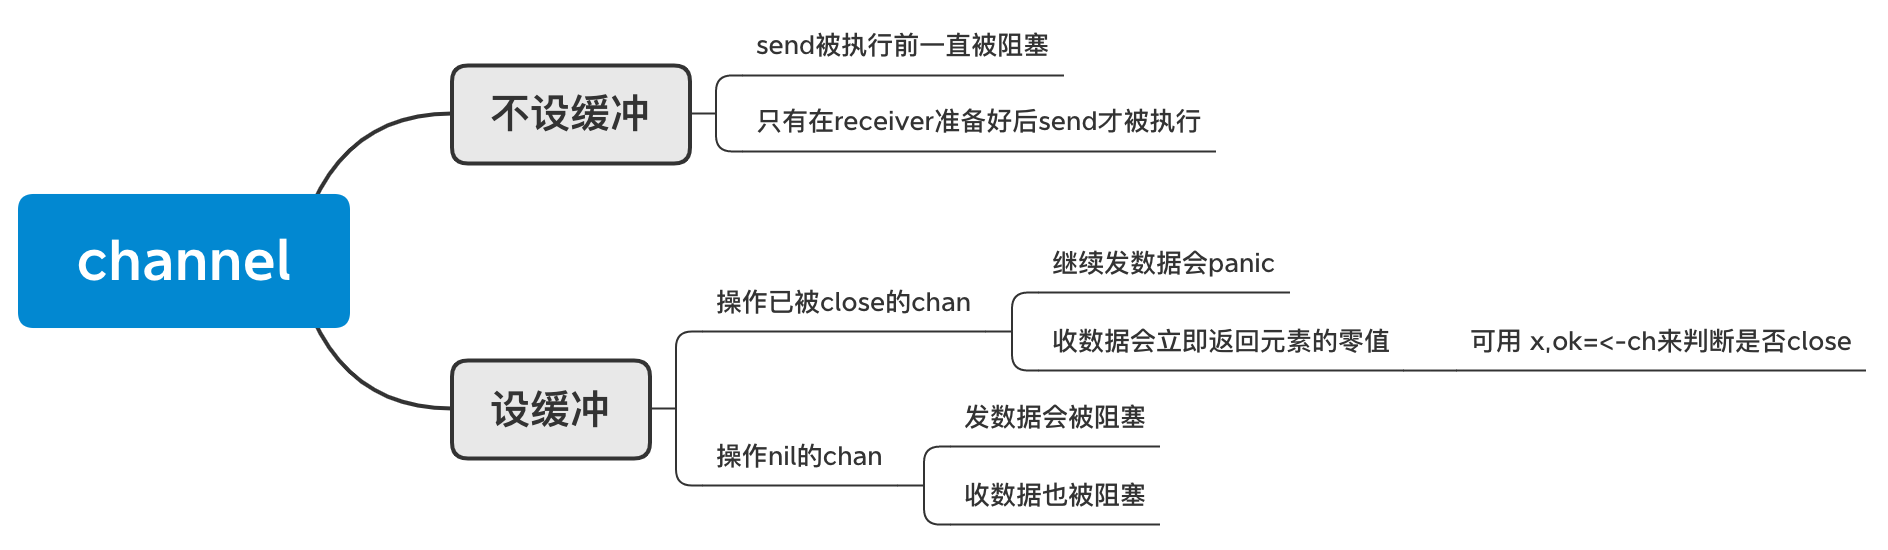 channel
不设缓冲
send被执行前一直被阻塞
只有在receiver准备好后send才被执行
设缓冲
操作已被close的chan
继续发数据会panic
收数据会立即返回元素的零值
可用 x,ok=<-ch来判断是否close
操作nil的chan
发数据会被阻塞
收数据也被阻塞